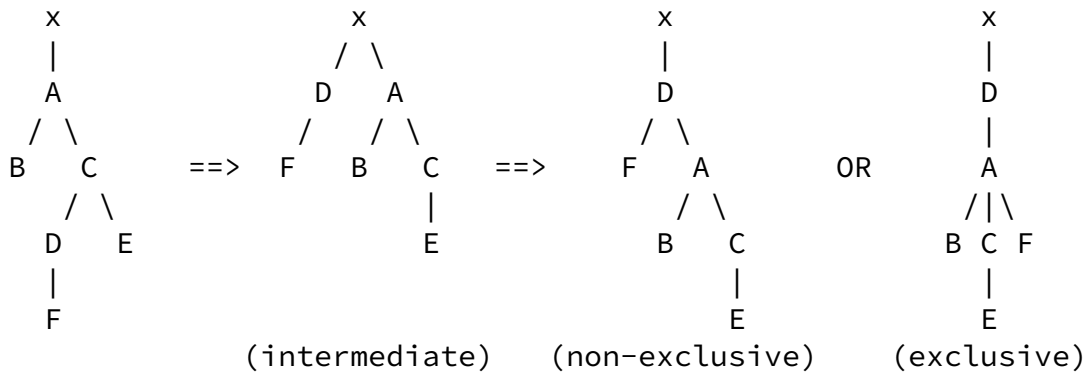 x x x x
| / \ | |
A D A D D
/ \ / / \ / \ |
B C ==> F B C ==> F A OR A
/ \ | / \ /|\
D E E B C B C F
| | |
F E E
(intermediate) (non-exclusive) (exclusive)